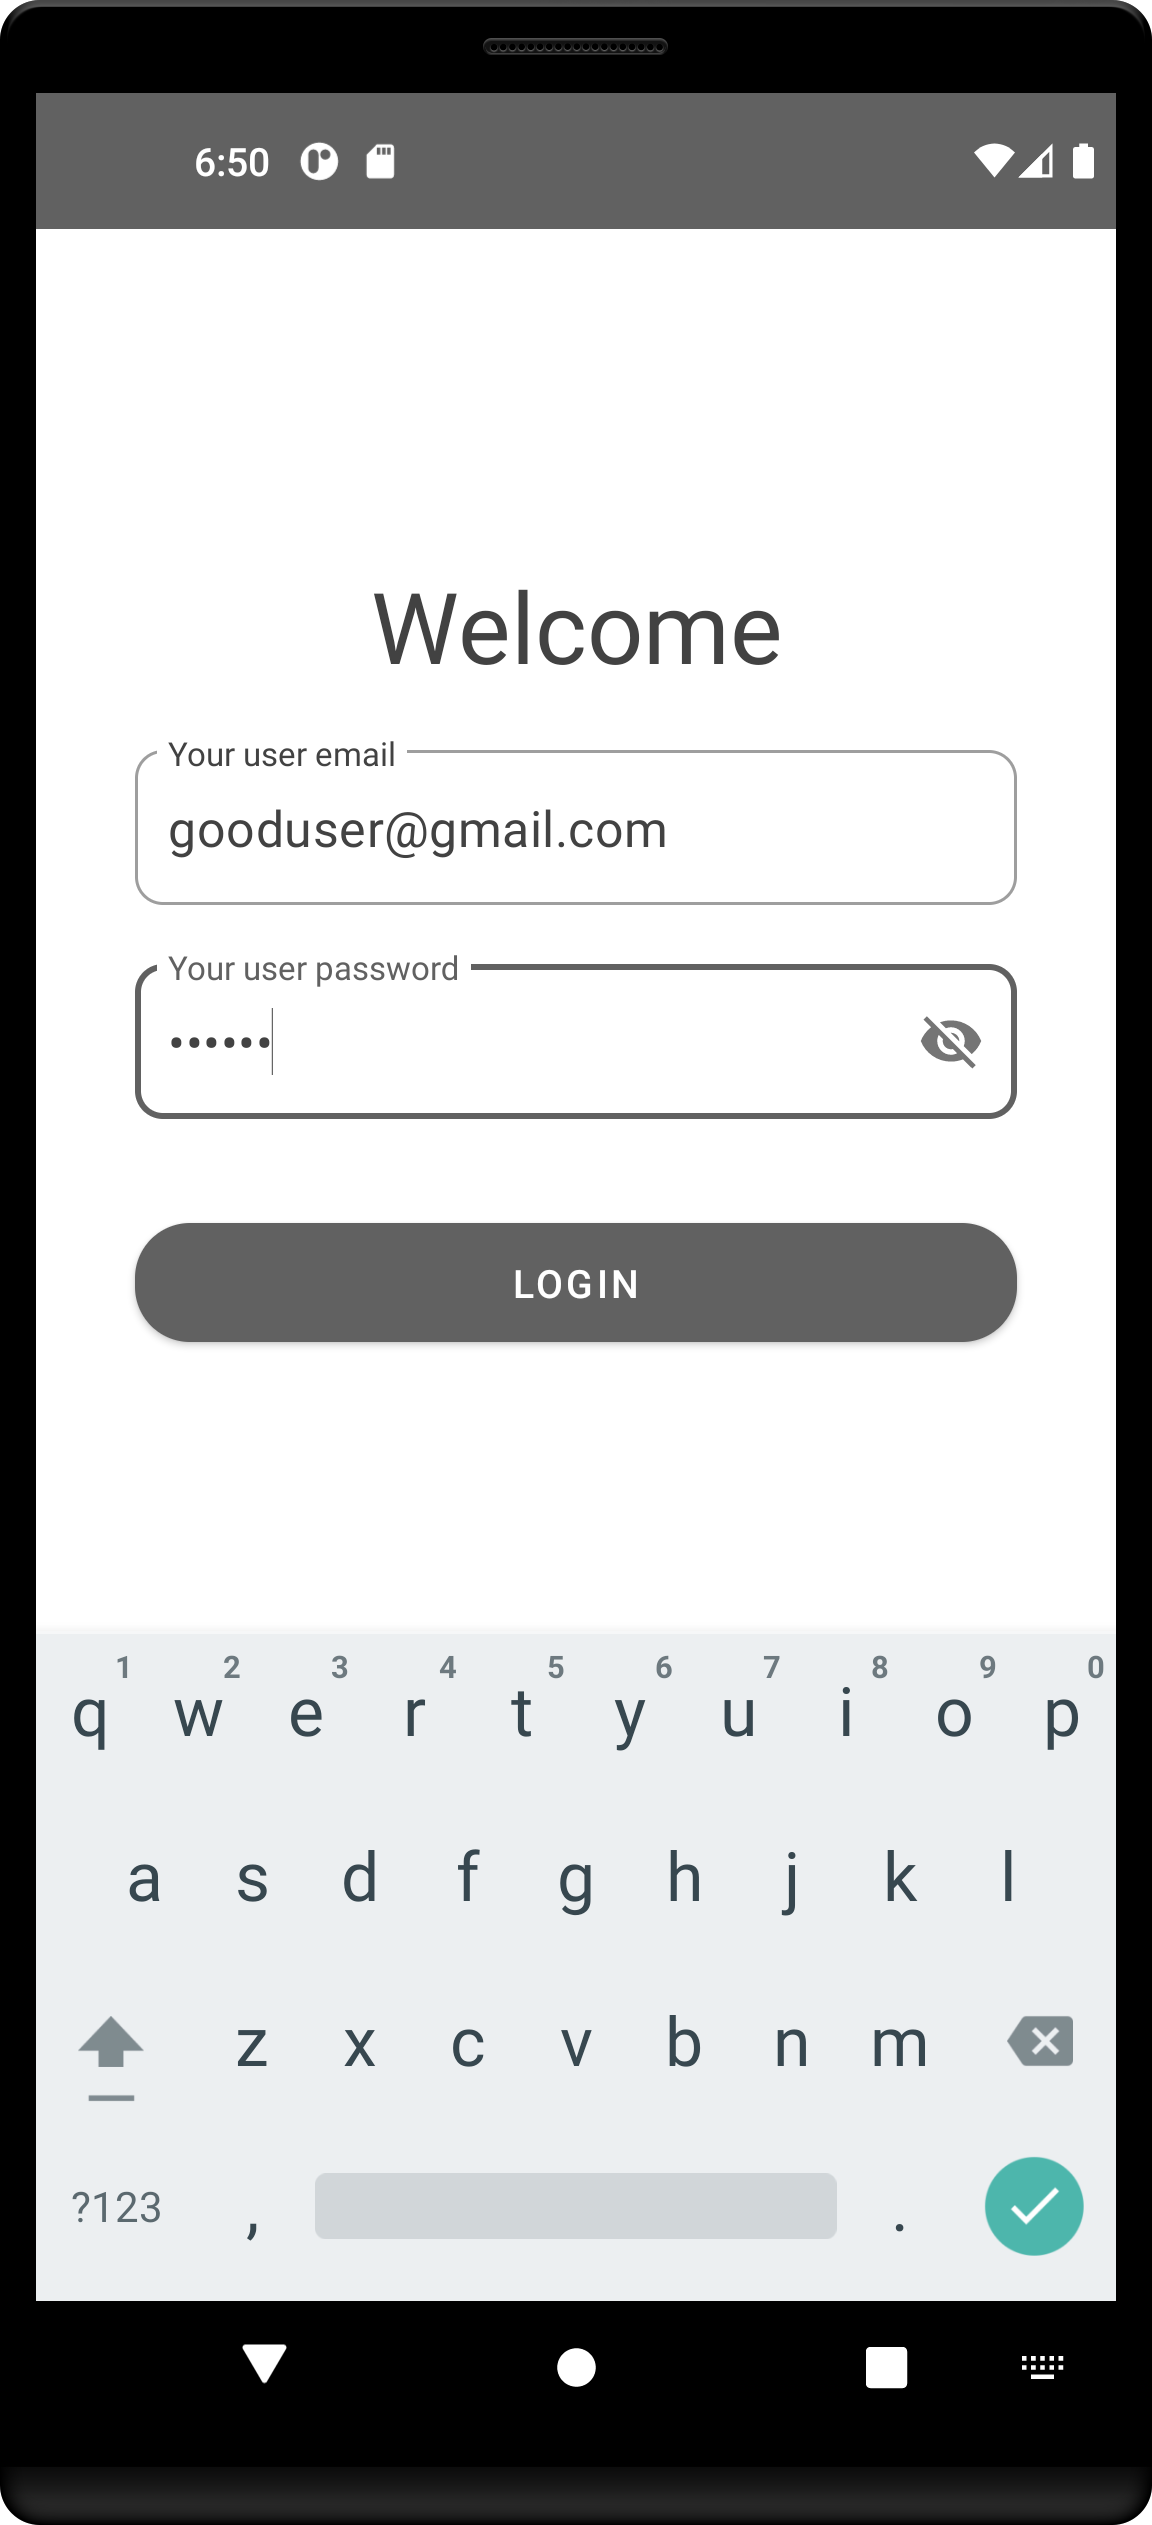 6:50
Welcome
Your user email
gooduser@gmail.com
Your user password
••••••
LOGIN
1 2 3 4 5 6 7 8 9 0
q w e r t y u i o p
a s d f g h j k l
z x c v b n m
?123 , .